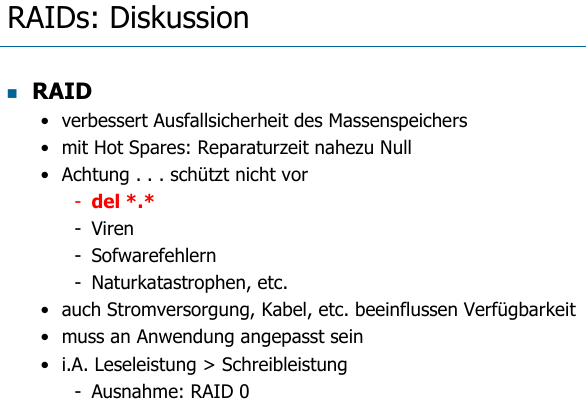 RAIDs: Diskussion
RAID
• verbessert Ausfallsicherheit des Massenspeichers
• mit Hot Spares: Reparaturzeit nahezu Null
• Achtung . . . schützt nicht vor
- del *.*
- Viren
- Sofwarefehlern
- Naturkatastrophen, etc.
• auch Stromversorgung, Kabel, etc. beeinflussen Verfügbarkeit
• muss an Anwendung angepasst sein
• i.A. Leseleistung > Schreibleistung
- Ausnahme: RAID 0